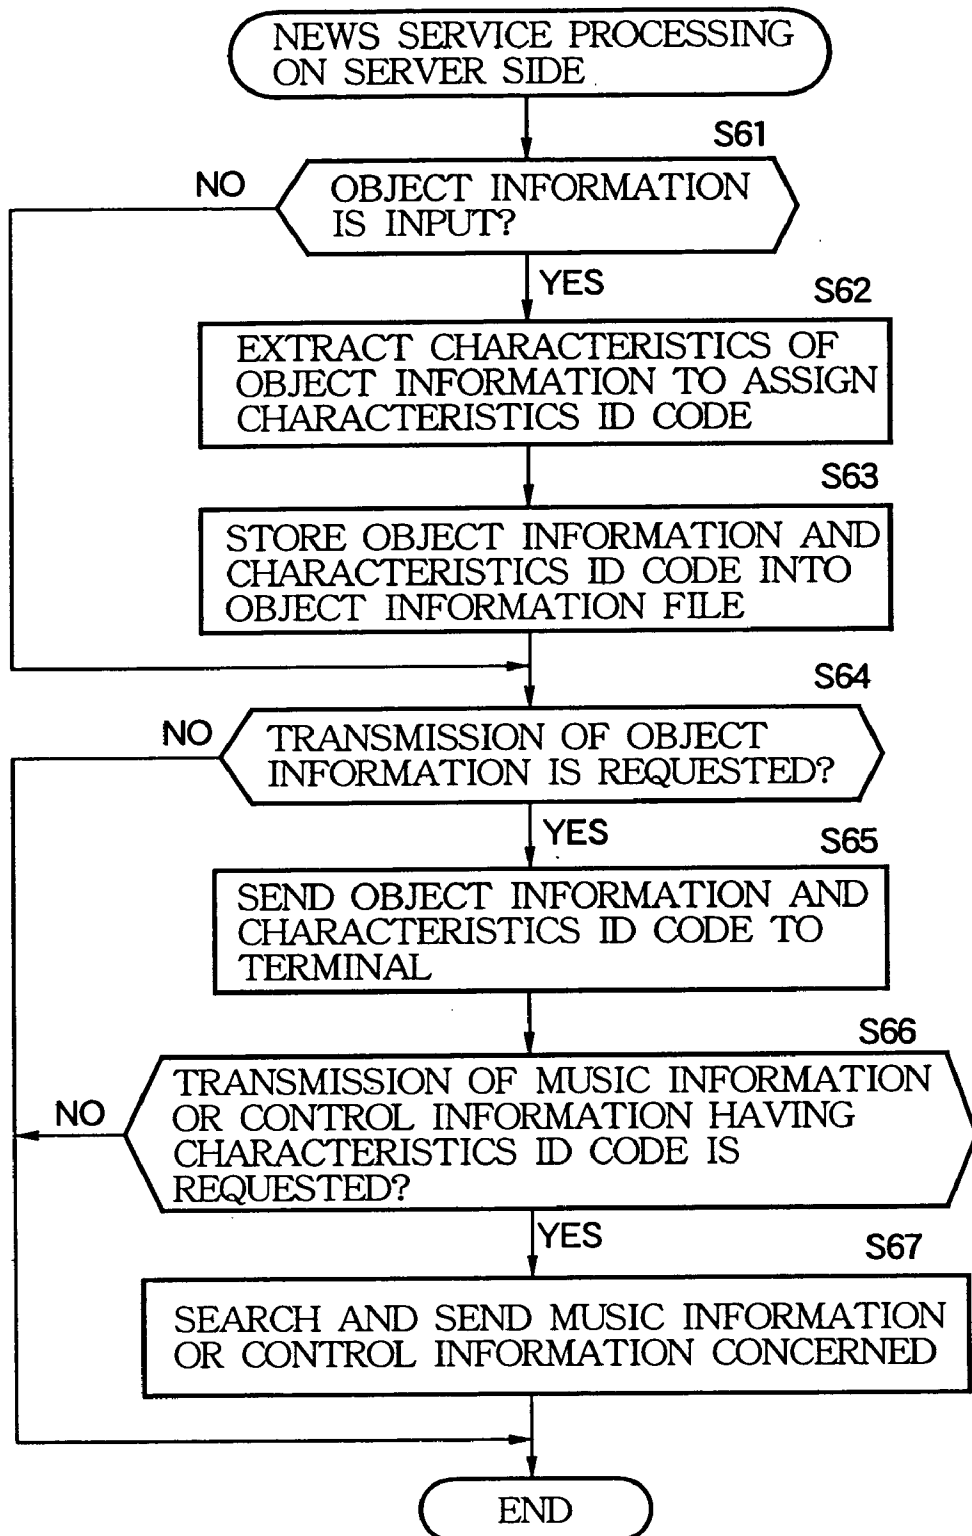 NEWS SERVICE PROCESSING
ON SERVER SIDE
S61
NO
OBJECT INFORMATION
IS INPUT?
YES
S62
EXTRACT CHARACTERISTICS OF
OBJECT INFORMATION TO ASSIGN
CHARACTERISTICS ID CODE
S63
STORE OBJECT INFORMATION AND
CHARACTERISTICS ID CODE INTO
OBJECT INFORMATION FILE
S64
NO
TRANSMISSION OF OBJECT
INFORMATION IS REQUESTED?
YES
S65
SEND OBJECT INFORMATION AND
CHARACTERISTICS ID CODE TO
TERMINAL
S66
NO
TRANSMISSION OF MUSIC INFORMATION
OR CONTROL INFORMATION HAVING
CHARACTERISTICS ID CODE IS
REQUESTED?
YES
S67
SEARCH AND SEND MUSIC INFORMATION
OR CONTROL INFORMATION CONCERNED
END